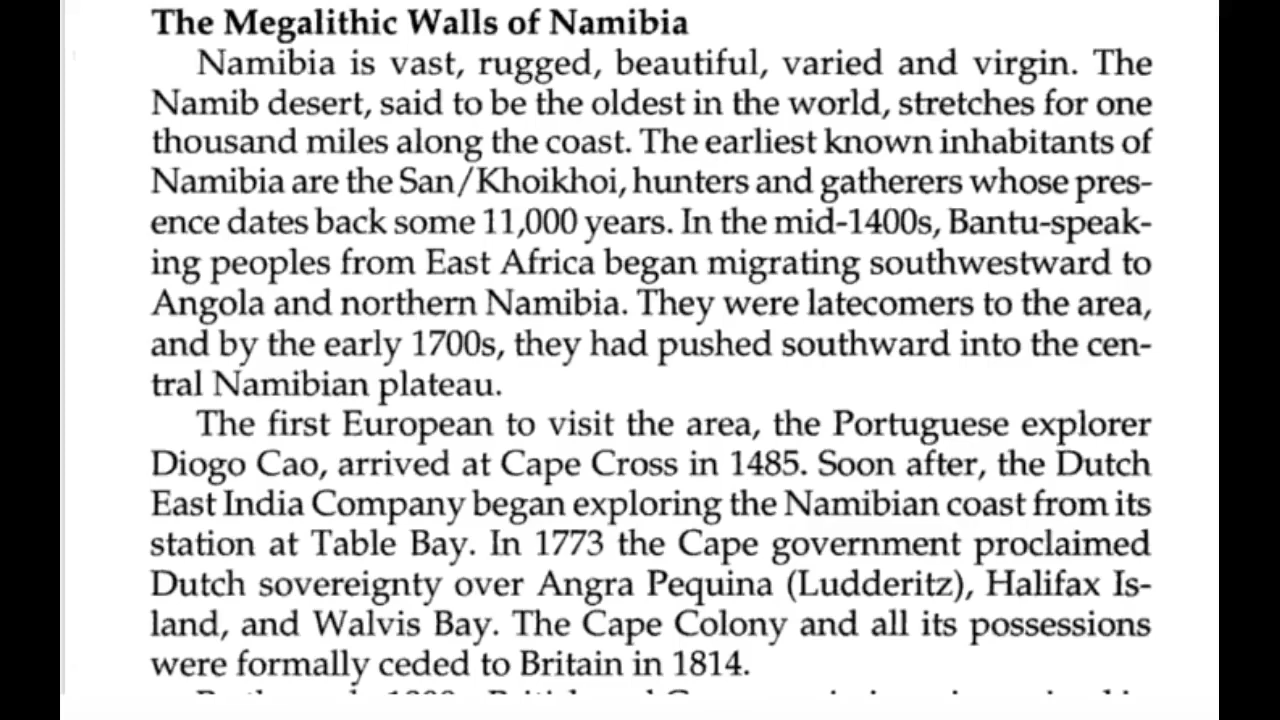 The Megalithic Walls of Namibia
Namibia is vast, rugged, beautiful, varied and virgin. The
Namib desert, said to be the oldest in the world, stretches for one
thousand miles along the coast. The earliest known inhabitants of
Namibia are the San/Khoikhoi, hunters and gatherers whose pres-
ence dates back some 11,000 years. In the mid-1400s, Bantu-speak-
ing peoples from East Africa began migrating southwestward to
Angola and northern Namibia. They were latecomers to the area,
and by the early 1700s, they had pushed southward into the cen-
tral Namibian plateau.
The first European to visit the area, the Portuguese explorer
Diogo Cao, arrived at Cape Cross in 1485. Soon after, the Dutch
East India Company began exploring the Namibian coast from its
station at Table Bay. In 1773 the Cape government proclaimed
Dutch sovereignty over Angra Pequina (Ludderitz), Halifax Is-
land, and Walvis Bay. The Cape Colony and all its possessions
were formally ceded to Britain in 1814.